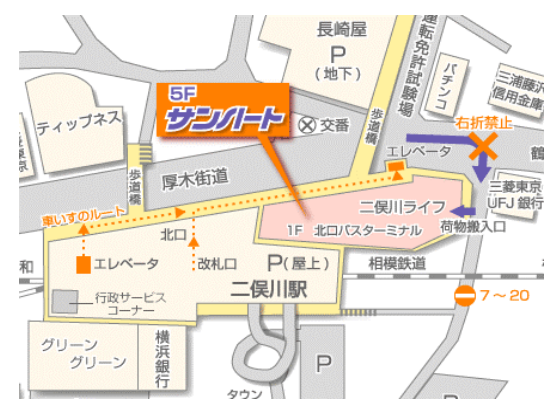 長崎屋
P
(地下)
運転免許試験場
パチンコ
三浦藤沢
信用金庫
5F
サンハート
交番
歩道橋
右折禁止
ティップネス
エレベータ
鶴
歩道橋
厚木街道
三菱東京
UFJ銀行
二俣川ライフ
車いすのルート
北口
1F 北口バスターミナル
荷物搬入口
エレベータ
改札口
P(屋上)
相模鉄道
和
二俣川駅
行政サービス
コーナー
7~20
グリーン
グリーン
横浜銀行
P
タウン